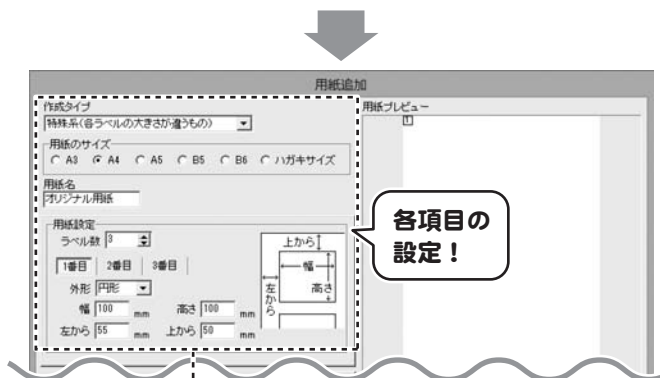 用紙追加
作成タイプ
特殊系(各ラベルの大きさが違うもの)
用紙のサイズ
A3 A4 A5 B5 B6 ハガキサイズ
用紙名
オリジナル用紙
用紙設定
ラベル数 3
1番目 2番目 3番目
外形 円形
幅 100 mm 高さ 100 mm
左から 55 mm 上から 50 mm
上から
幅
左から
高さ
用紙プレビュー
1
各項目の
設定！